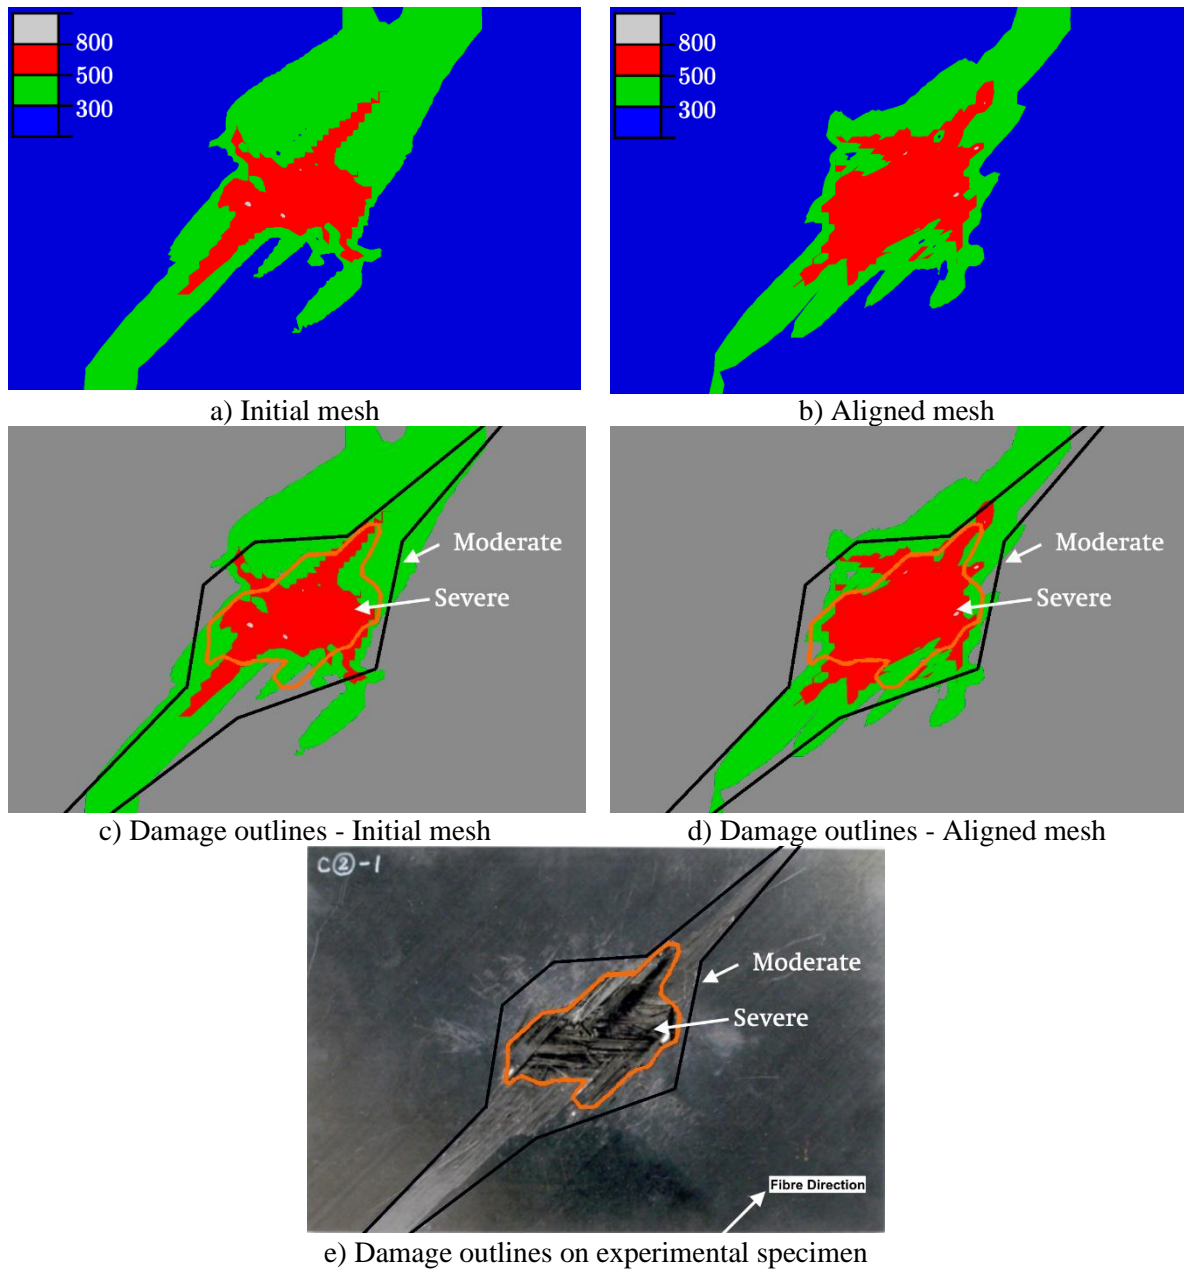 800
500
300
800
500
300
a) Initial mesh
b) Aligned mesh
Moderate
Severe
Moderate
Severe
c) Damage outlines - Initial mesh
d) Damage outlines - Aligned mesh
C②-1
Moderate
Severe
Fibre Direction
e) Damage outlines on experimental specimen